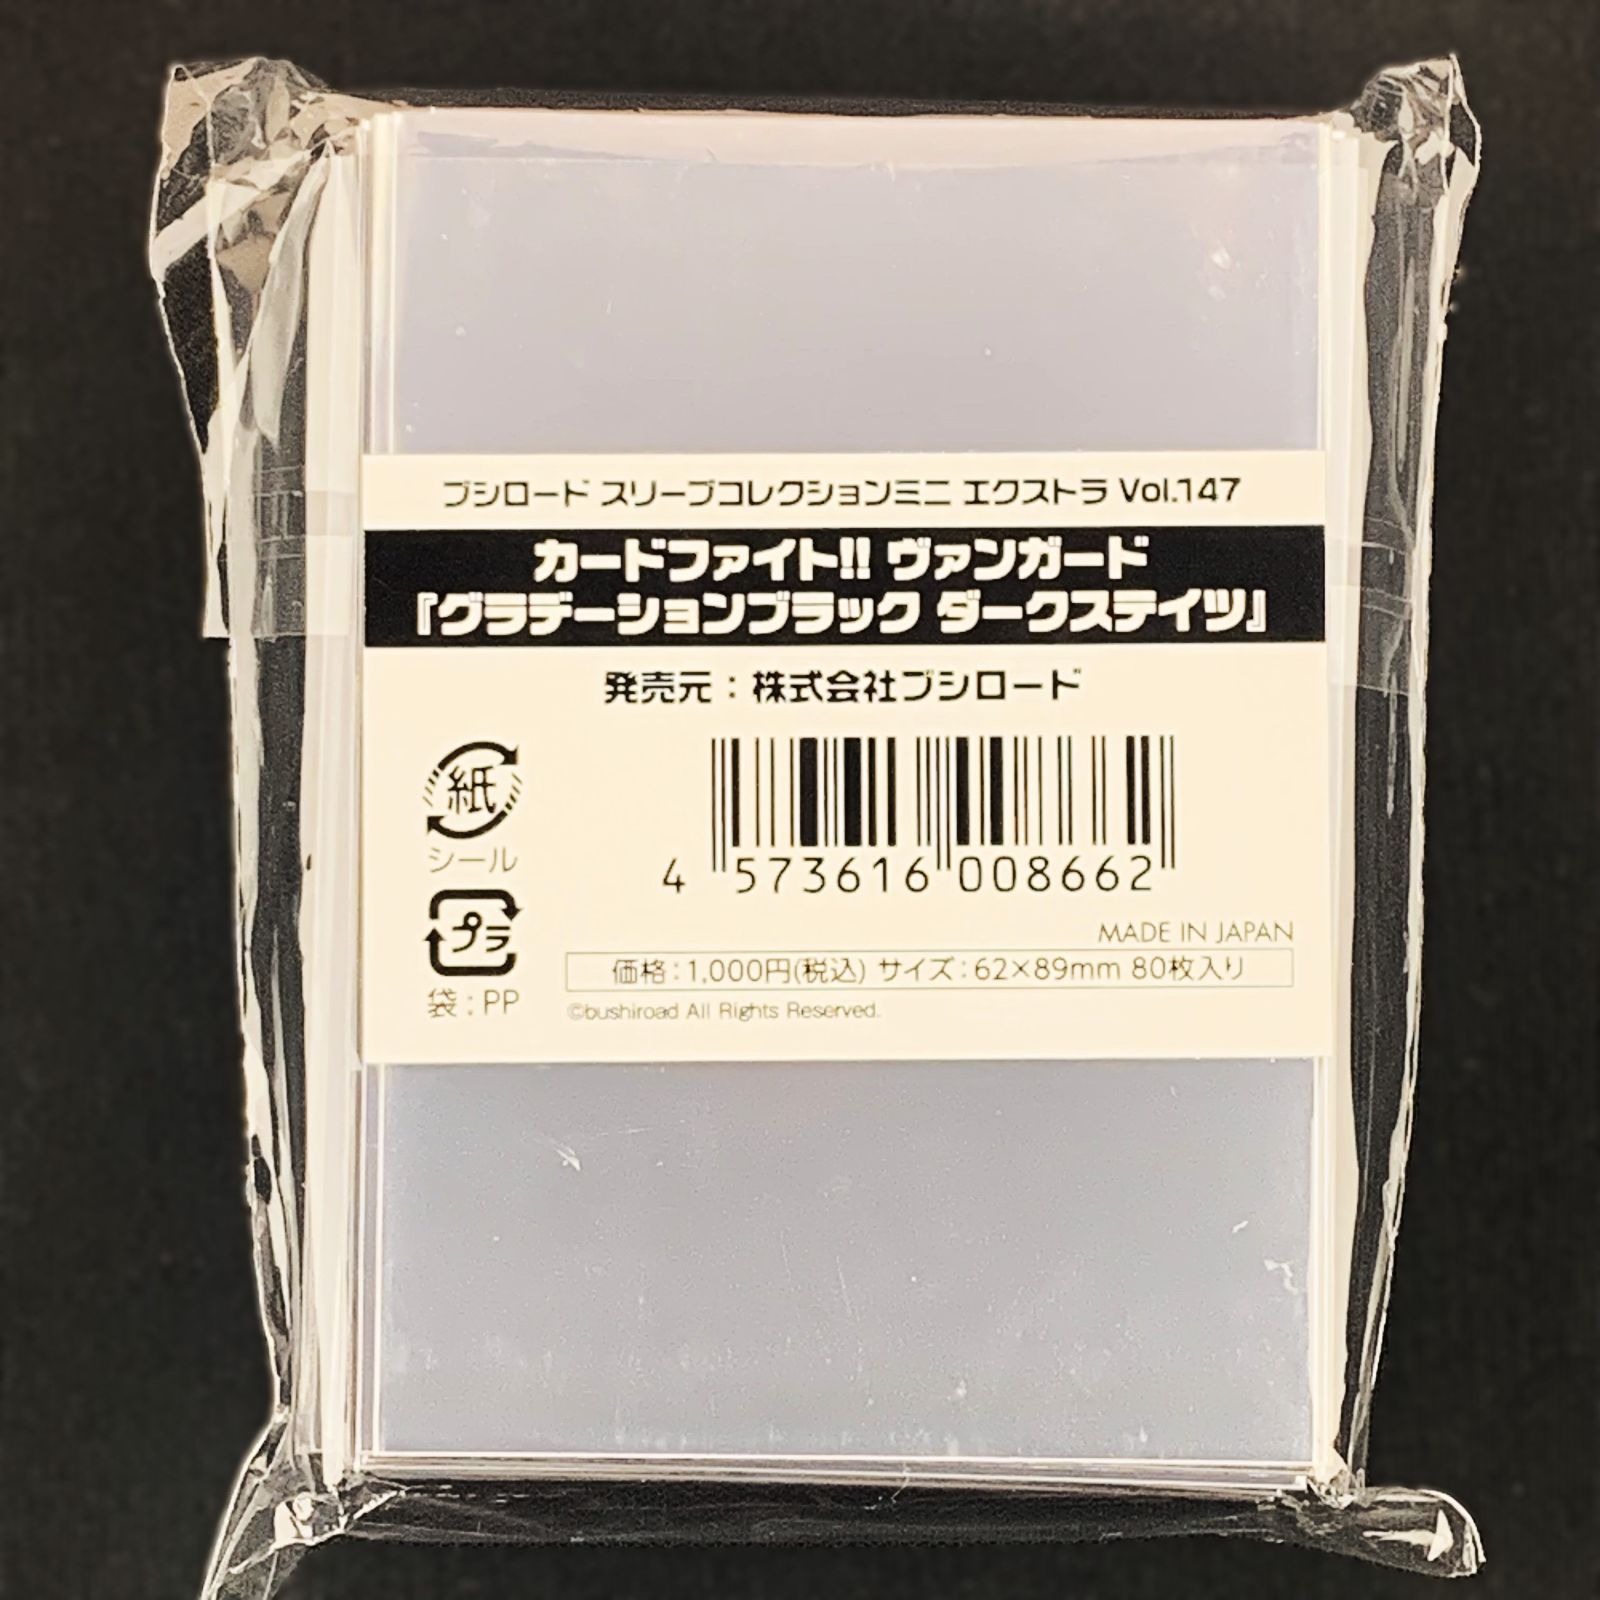 ブシロード スリーブコレクションミニ エクストラ Vol.147
カードファイト!! ヴァンガード
『グラデーションブラック ダークステイツ』
発売元：株式会社ブシロード
紙
シール
プラ
袋：PP
4 573616 008662
MADE IN JAPAN
価格：1,000円(税込) サイズ：62×89mm 80枚入り
©bushiroad All Rights Reserved.